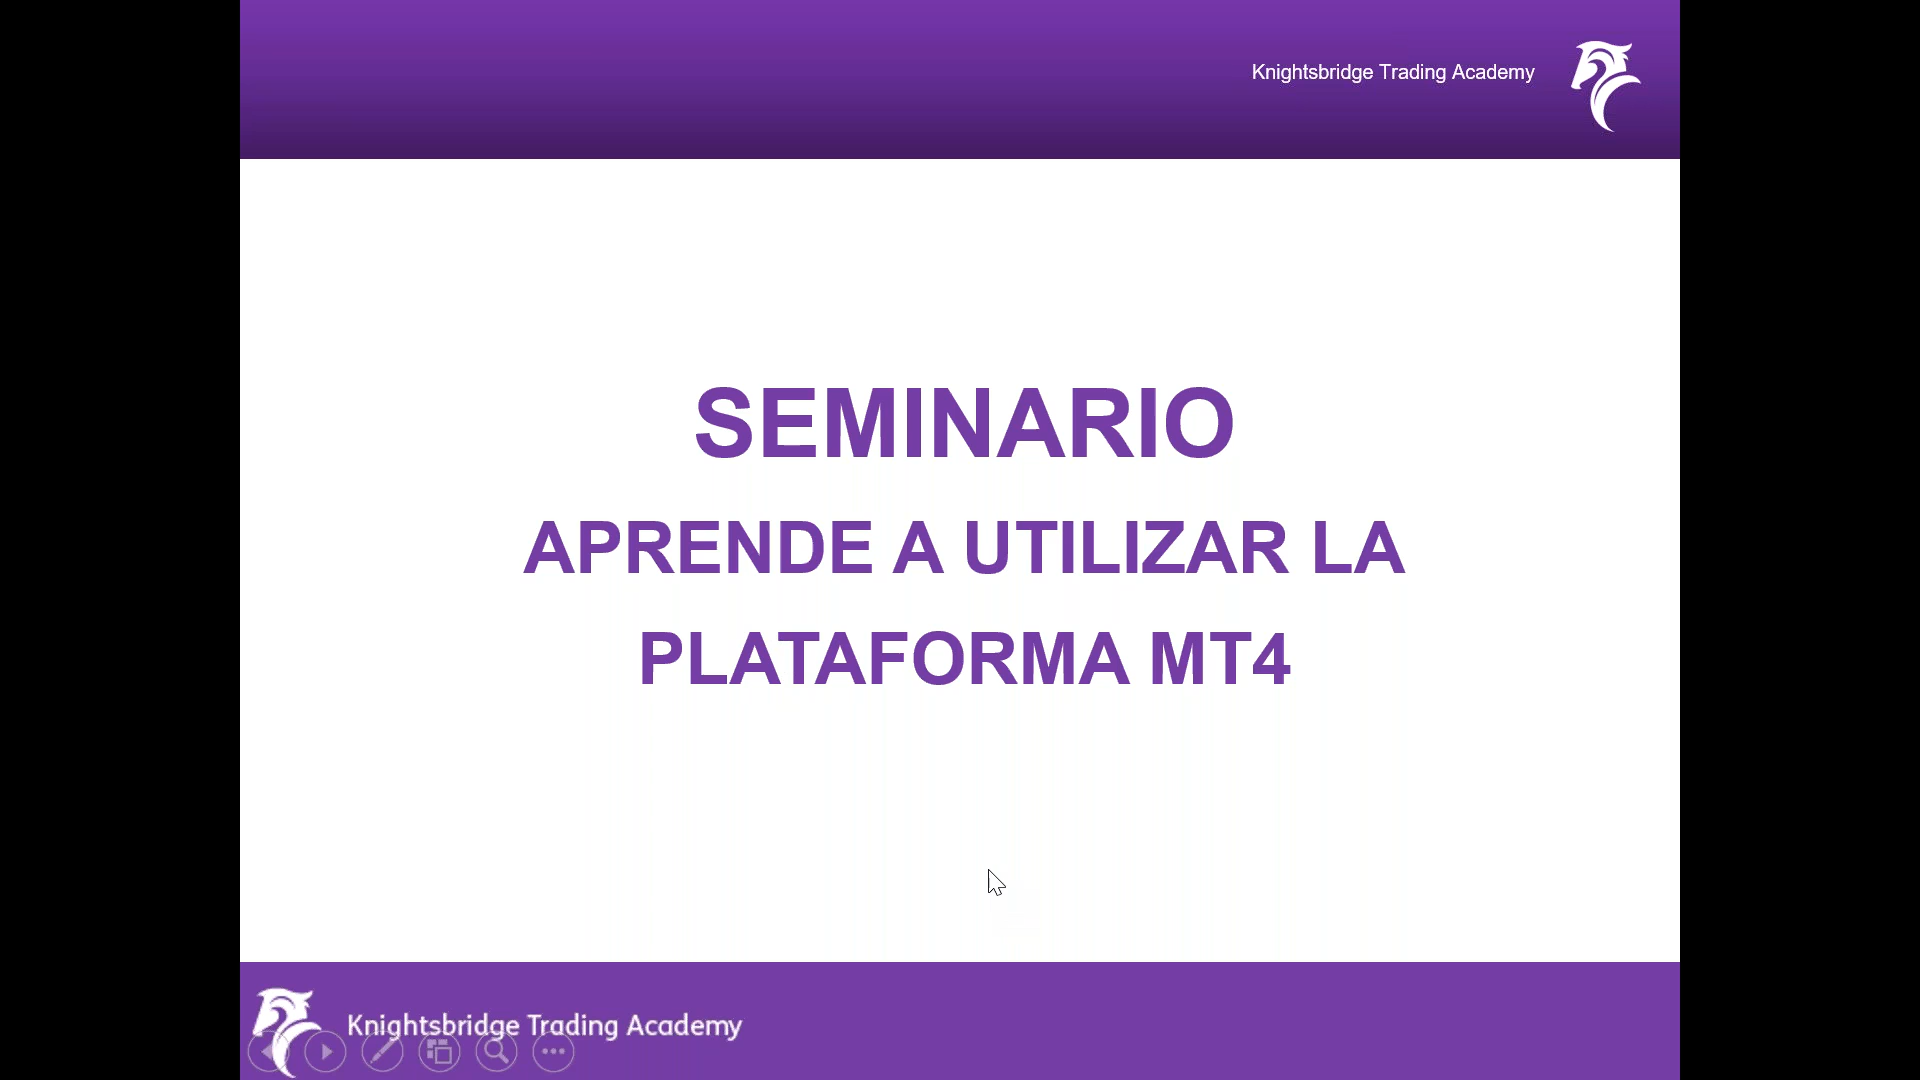 Knightsbridge Trading Academy
SEMINARIO
APRENDE A UTILIZAR LA
PLATAFORMA MT4
Knightsbridge Trading Academy